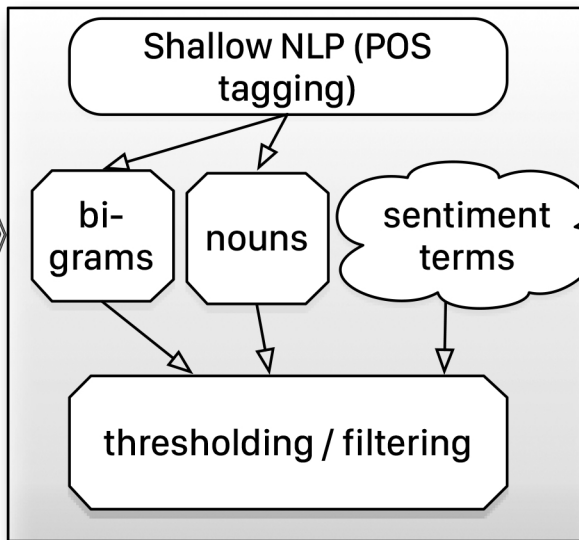 Shallow NLP (POS
tagging)
bi-
grams
nouns
sentiment
terms
thresholding / filtering